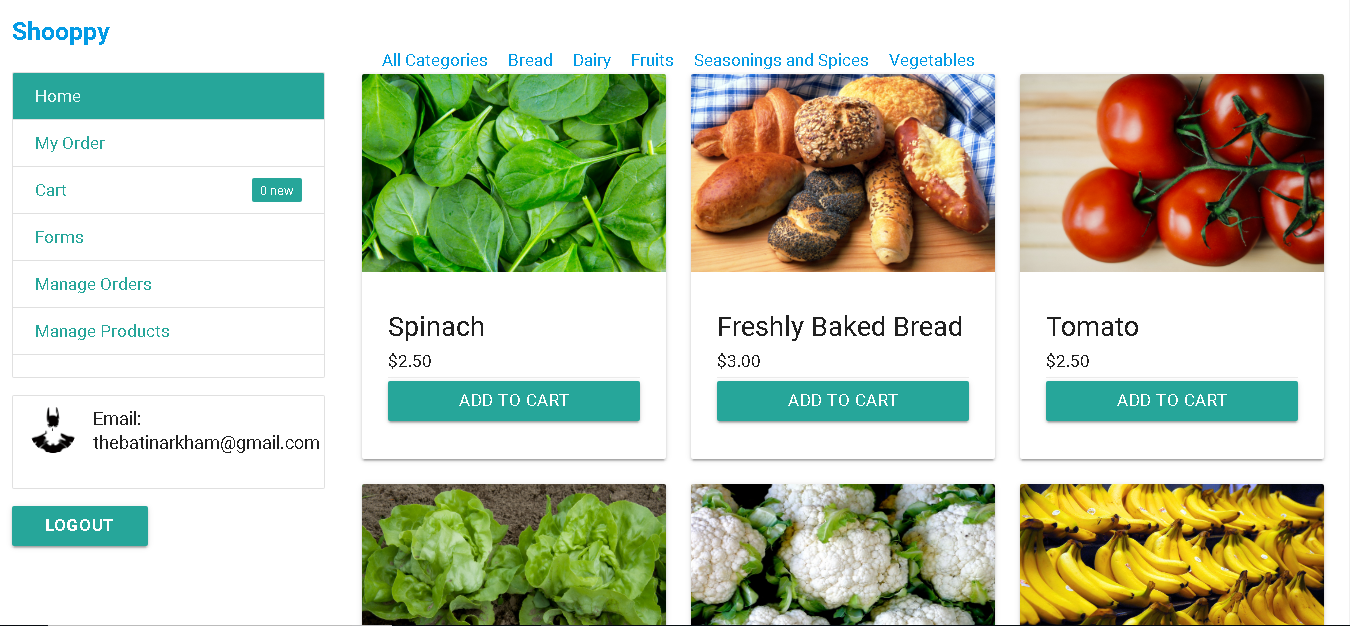 Shooppy
All Categories Bread Dairy Fruits Seasonings and Spices Vegetables
Home
My Order
Cart 0 new
Forms
Manage Orders
Manage Products
Email:
thebatinarkham@gmail.com
LOGOUT
Spinach
$2.50
ADD TO CART
Freshly Baked Bread
$3.00
ADD TO CART
Tomato
$2.50
ADD TO CART